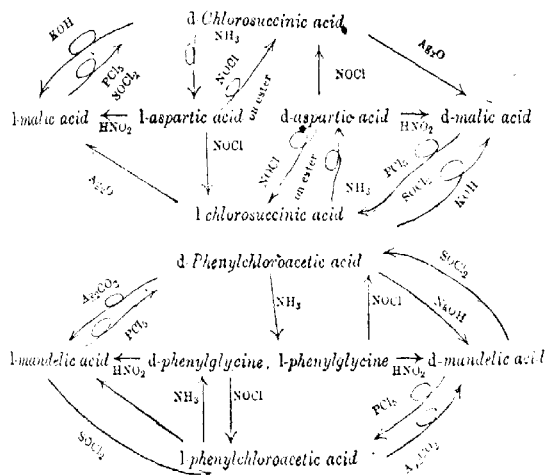 d-Chlorosuccinic acid
KOH
NH3
PCl5
SOCl2
NOCl
on ester
NOCl
Ag2O
l-malic acid HNO2 l-aspartic acid d-aspartic acid HNO2 d-malic acid
NOCl
Ag2O
NOCl
on ester
NH3
PCl5
SOCl2
KOH
l chlorosuccinic acid
d-Phenylchloroacetic acid
Ag2CO3
PCl5
NH3
NOCl
NaOH
SOCl2
l-mandelic acid HNO2 d-phenylglycine, l-phenylglycine HNO2 d-mandelic acid
NH3
NOCl
SOCl2
PCl5
Ag2CO3
l-phenylchloroacetic acid